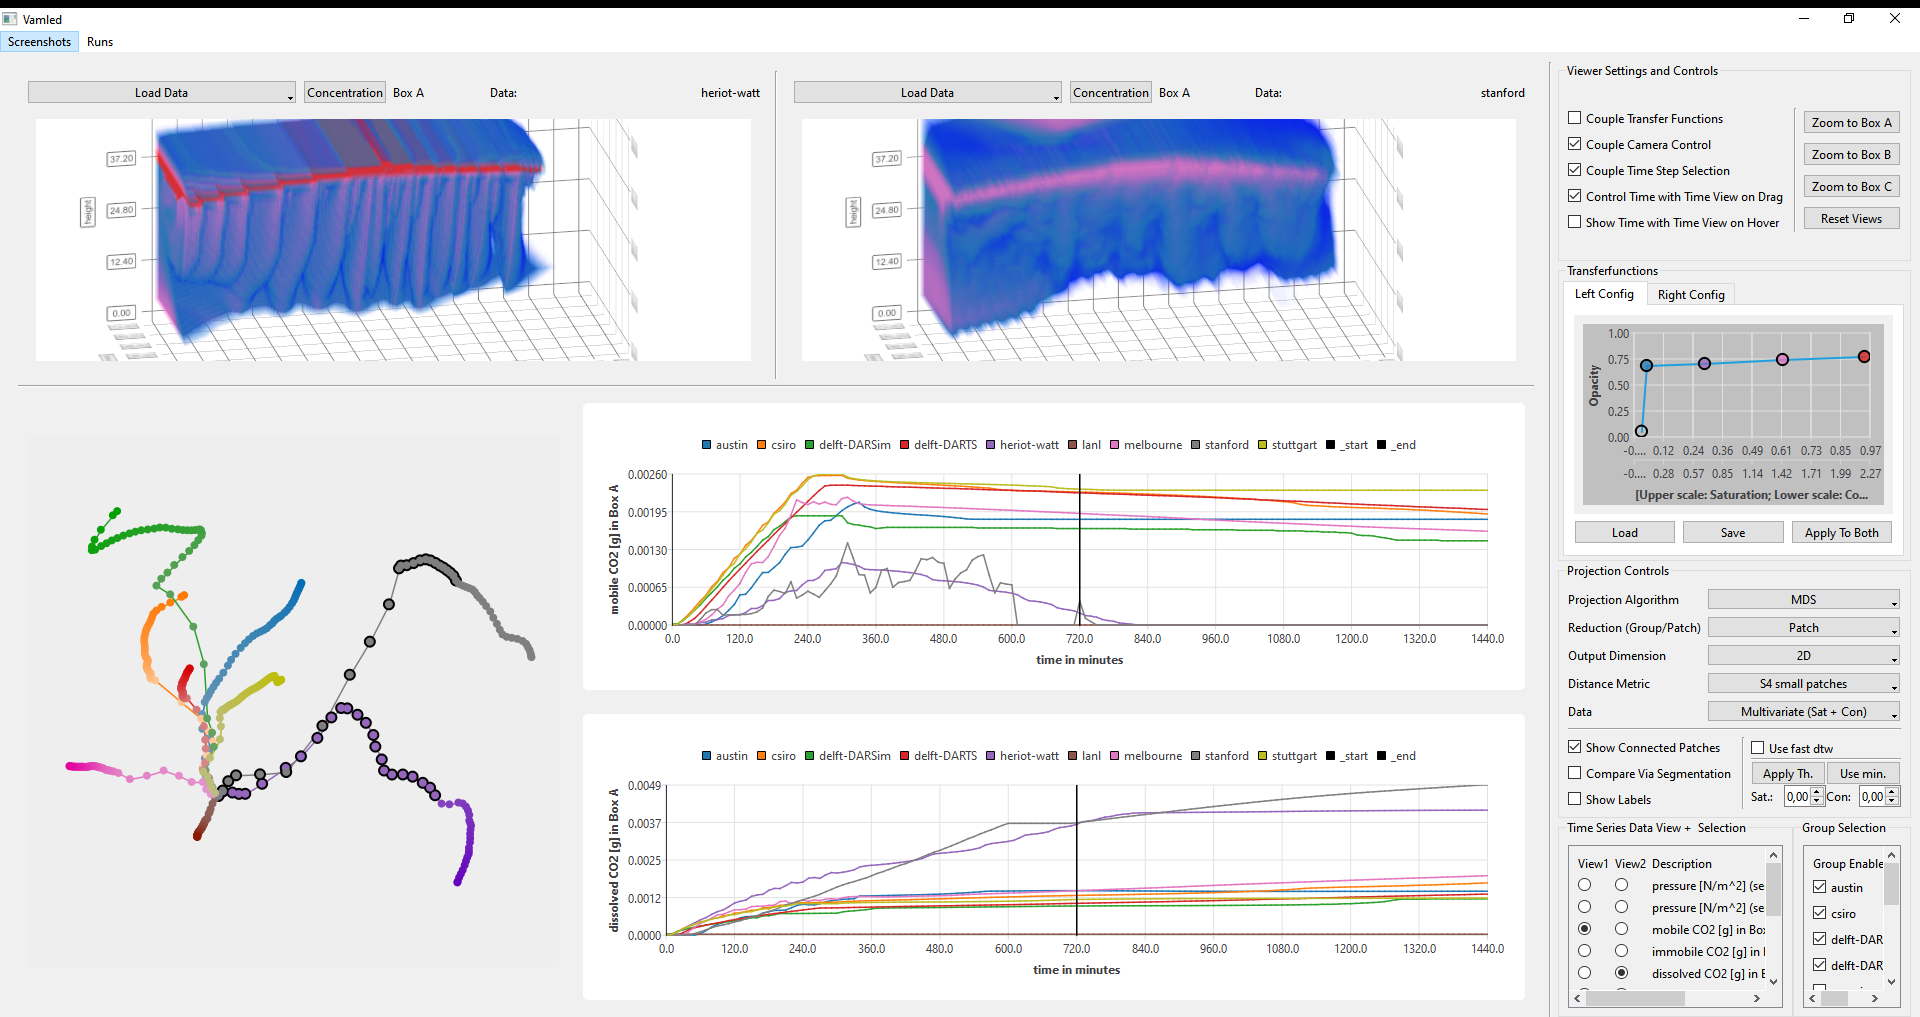 Vamled
Screenshots Runs
Load Data Concentration Box A Data: heriot-watt
Load Data Concentration Box A Data: stanford
37.20
24.80
12.40
0.00
height
37.20
24.80
12.40
0.00
height
austin csiro delft-DARSim delft-DARTS heriot-watt lanl melbourne stanford stuttgart _start _end
mobile CO2 [g] in Box A
0.00260
0.00195
0.00130
0.00065
0.00000
0.0 120.0 240.0 360.0 480.0 600.0 720.0 840.0 960.0 1080.0 1200.0 1320.0 1440.0
time in minutes
austin csiro delft-DARSim delft-DARTS heriot-watt lanl melbourne stanford stuttgart _start _end
dissolved CO2 [g] in Box A
0.0049
0.0037
0.0025
0.0012
0.0000
0.0 120.0 240.0 360.0 480.0 600.0 720.0 840.0 960.0 1080.0 1200.0 1320.0 1440.0
time in minutes
Viewer Settings and Controls
Couple Transfer Functions
Couple Camera Control
Couple Time Step Selection
Control Time with Time View on Drag
Show Time with Time View on Hover
Zoom to Box A
Zoom to Box B
Zoom to Box C
Reset Views
Transferfunctions
Left Config Right Config
Opacity
1.00
0.75
0.50
0.25
0.00
-0.... 0.12 0.24 0.36 0.49 0.61 0.73 0.85 0.97
-0.... 0.28 0.57 0.85 1.14 1.42 1.71 1.99 2.27
[Upper scale: Saturation; Lower scale: Co...
Load Save Apply To Both
Projection Controls
Projection Algorithm MDS
Reduction (Group/Patch) Patch
Output Dimension 2D
Distance Metric S4 small patches
Data Multivariate (Sat + Con)
Show Connected Patches
Compare Via Segmentation
Show Labels
Use fast dtw
Apply Th. Use min.
Sat.: 0,00 Con: 0,00
Time Series Data View + Selection
View1 View2 Description
pressure [N/m^2] (se
pressure [N/m^2] (se
mobile CO2 [g] in Box
immobile CO2 [g] in
dissolved CO2 [g] in E
Group Selection
Group Enable
austin
csiro
delft-DAR
delft-DAR